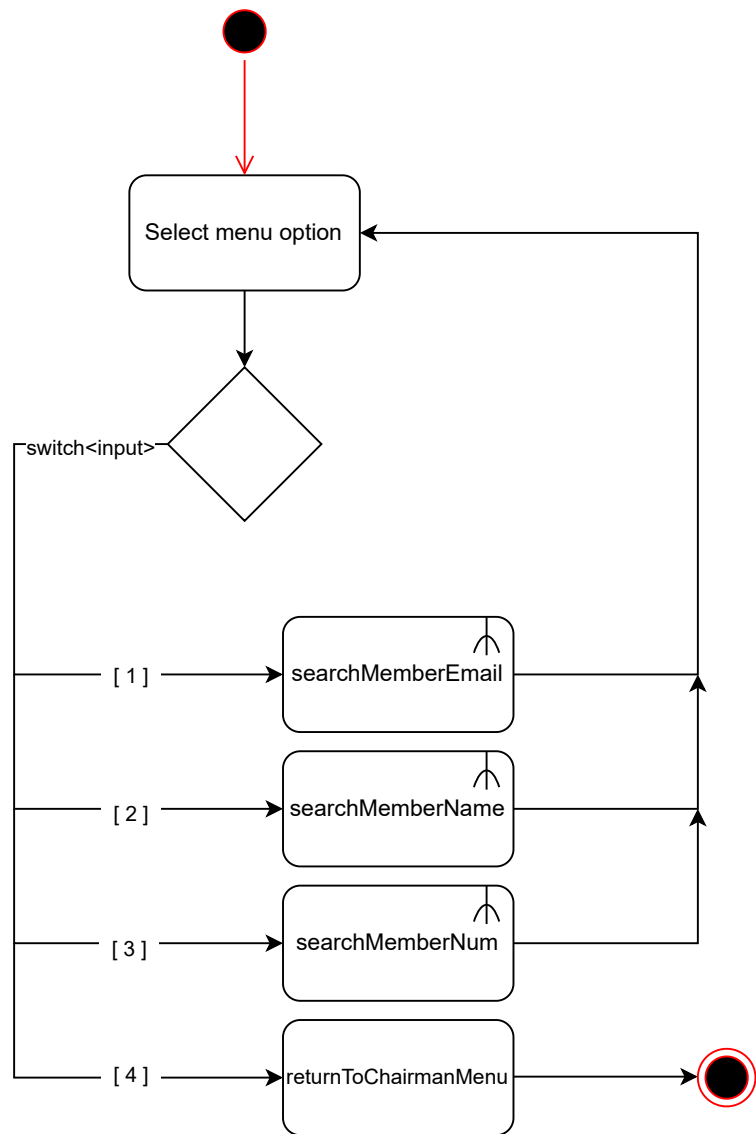 Select menu option
switch<input>
[ 1 ]
searchMemberEmail
[ 2 ]
searchMemberName
[ 3 ]
searchMemberNum
[ 4 ]
returnToChairmanMenu